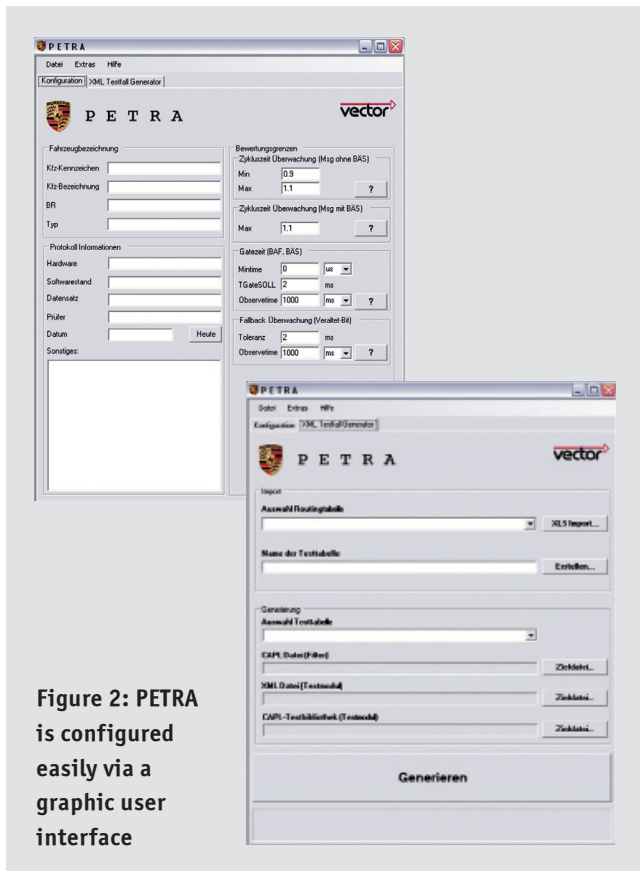 PETRA
Datei Extras Hilfe
Konfiguration XML Testfall Generator
PORSCHE
PETRA
vector
Fahrzeugbezeichnung
Kfz-Kennzeichen
Kfz-Bezeichnung
BR
Typ
Protokoll Informationen
Hardware
Softwarestand
Datensatz
Prüfer
Datum Heute
Sonstiges:
Bewertungsgrenzen
Zykluszeit Überwachung (Msg ohne BÄS)
Min 0.9
Max 1.1 ?
Zykluszeit Überwachung (Msg mit BÄS)
Max 1.1 ?
Gatezeit (BAF, BÄS)
Mintime 0 us
TGateSOLL 2 ms
Observetime 1000 ms ?
Fallback Überwachung (Veraltet-Bit)
Toleranz 2 ms
Observetime 1000 ms ?
PETRA
Datei Extras Hilfe
Konfiguration XML Testfall Generator
PETRA
vector
Import
Auswahl Routingtabelle
XLS Import...
Name der Testtabelle
Erstellen...
Generierung
Auswahl Testtabelle
CAPL Datei (Filter)
Zieldatei...
XML Datei (Testmodul)
Zieldatei...
CAPL-Testbibliothek (Testmodul)
Zieldatei...
Generieren
Figure 2: PETRA
is configured
easily via a
graphic user
interface